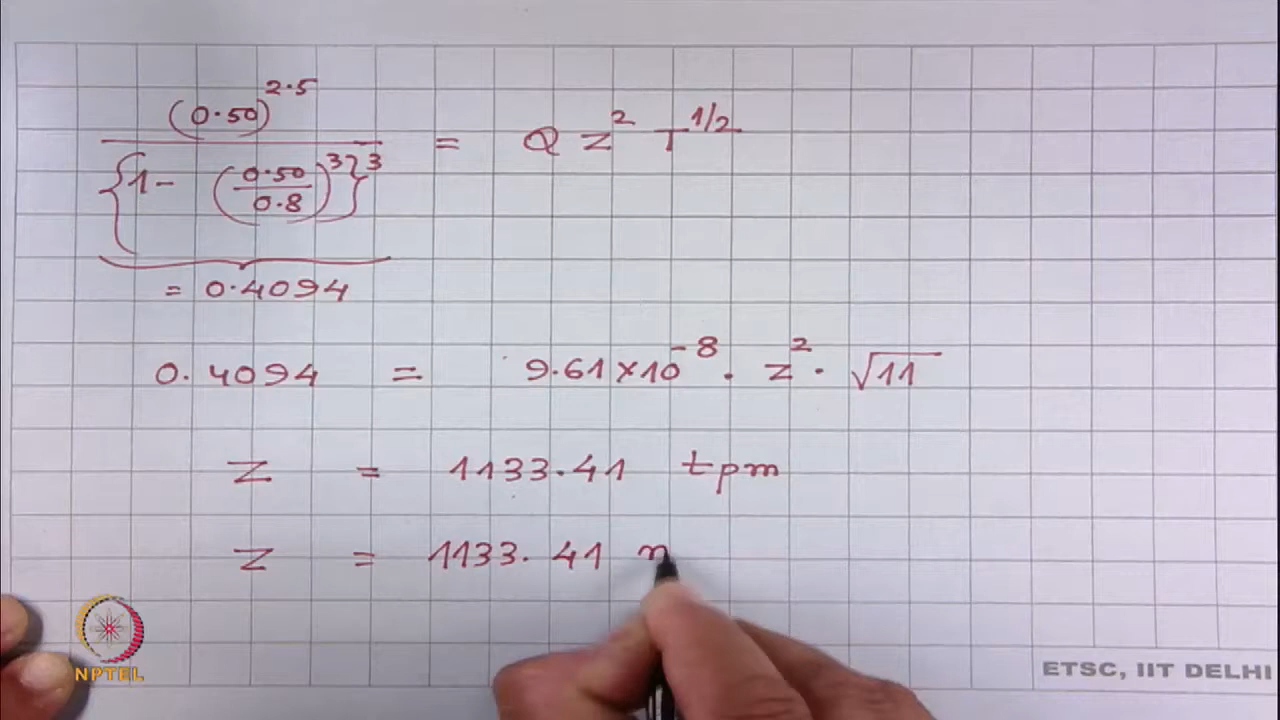 (0.50)^2.5 / {1 - (0.50/0.8)^3}^3 = Q Z^2 T^1/2
= 0.4094
0.4094 = 9.61 × 10^-8 . Z^2 . √11
Z = 1133.41 tpm
Z = 1133.41
NPTEL
ETSC, IIT DELHI